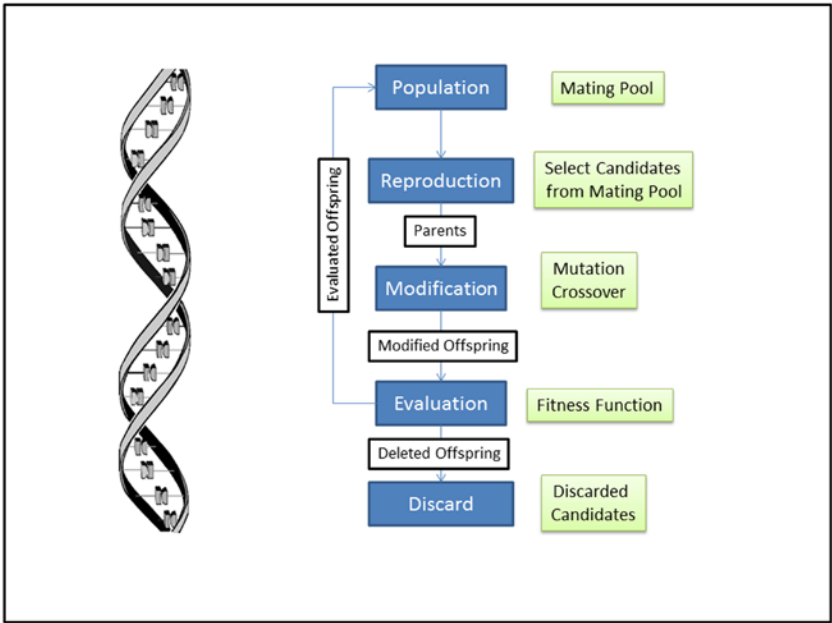 Population
Mating Pool
Reproduction
Select Candidates
from Mating Pool
Parents
Evaluated Offspring
Modification
Mutation
Crossover
Modified Offspring
Evaluation
Fitness Function
Deleted Offspring
Discard
Discarded
Candidates